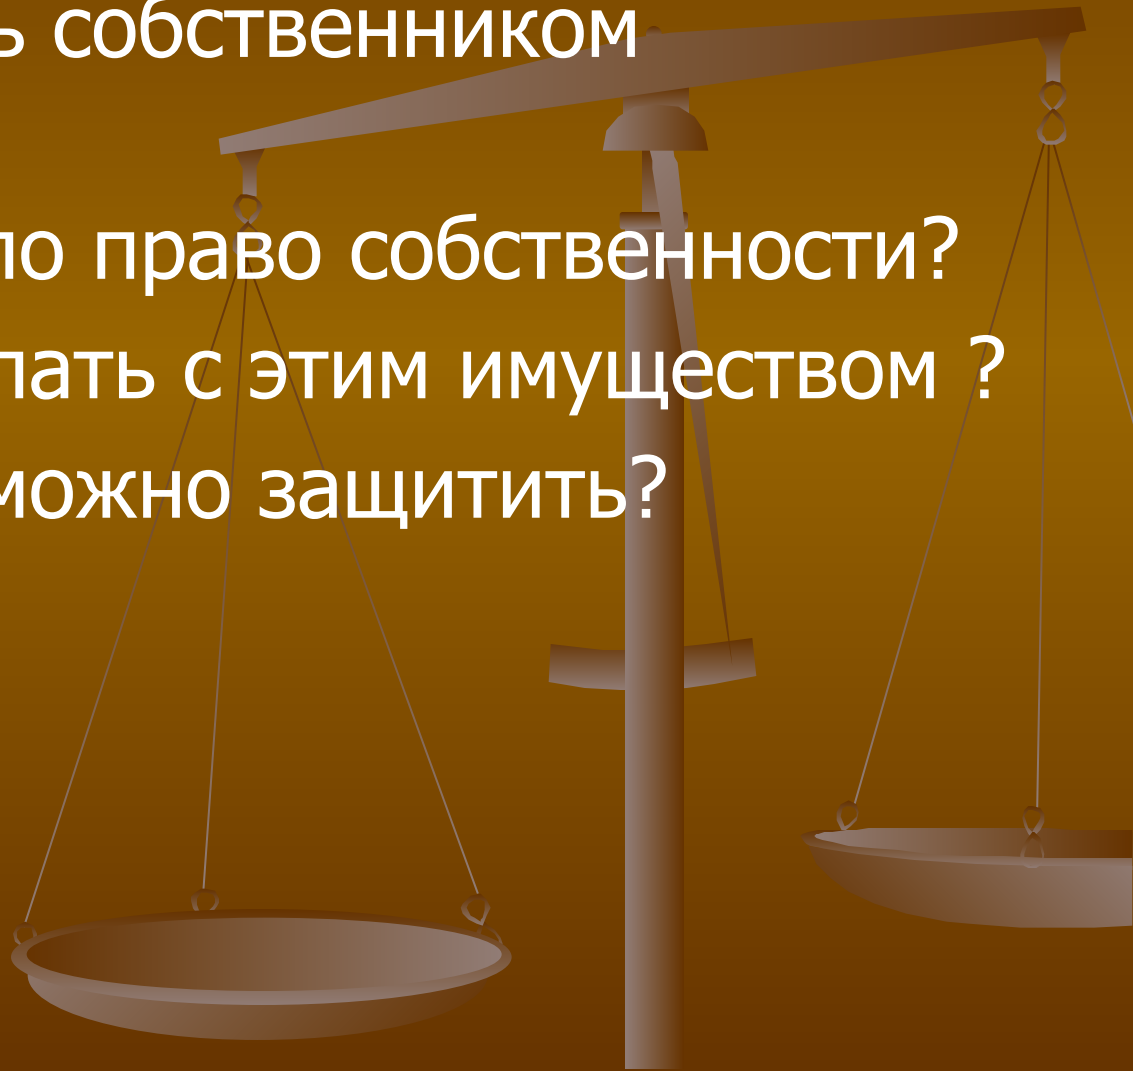 ь собственником
ло право собственности?
лать с этим имуществом ?
можно защитить?